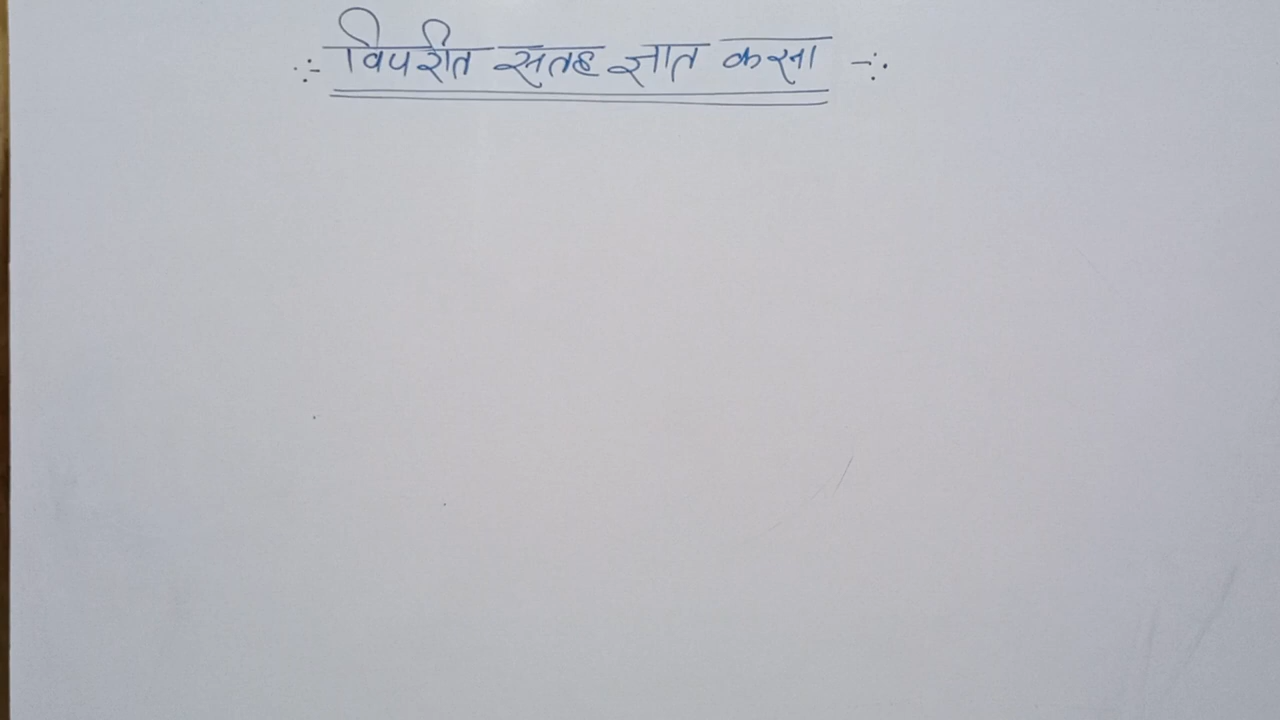 ∴- विपरीत सतह ज्ञात करना -∴